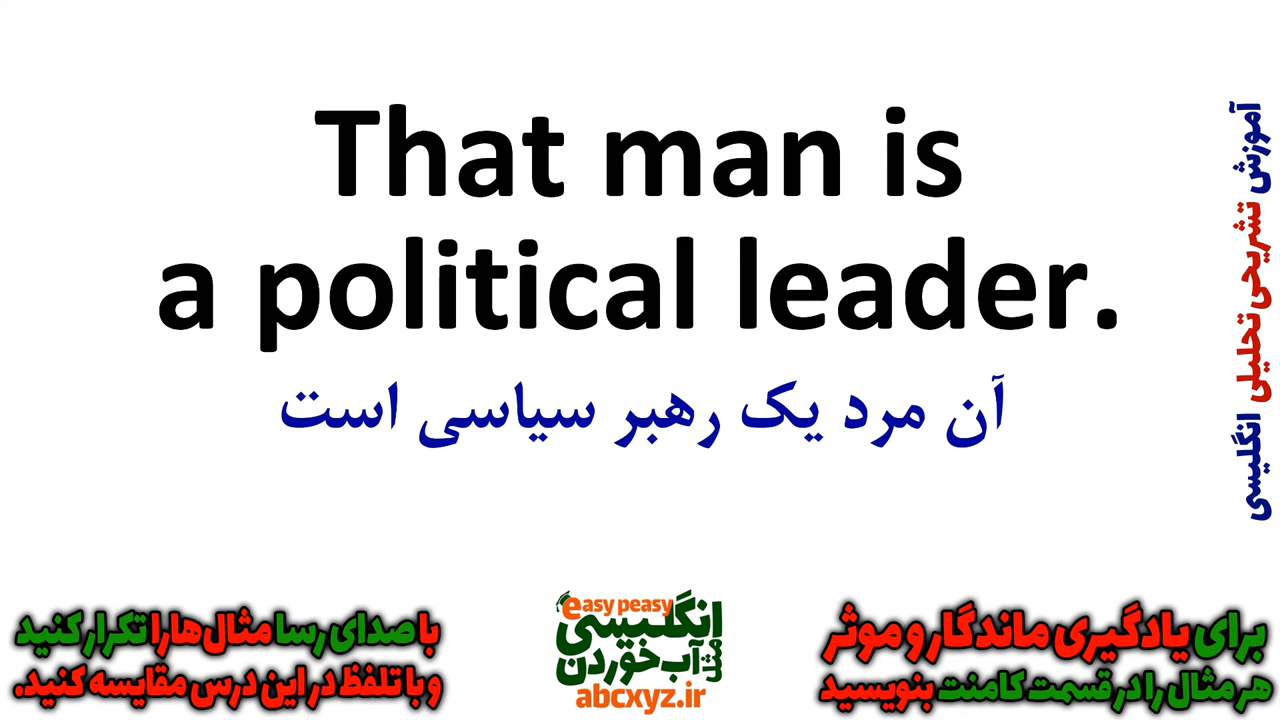 That man is
a political leader.
آن مرد یک رهبر سیاسی است
آموزش تشریحی تحلیلی انگلیسی
برای یادگیری ماندگار و موثر
هر مثال را در قسمت کامنت بنویسید
easy peasy
انگلیسی
مثل آب خوردن
abcxyz.ir
با صدای رسا مثال‌ها را تکرار کنید
و با تلفظ در این درس مقایسه کنید.